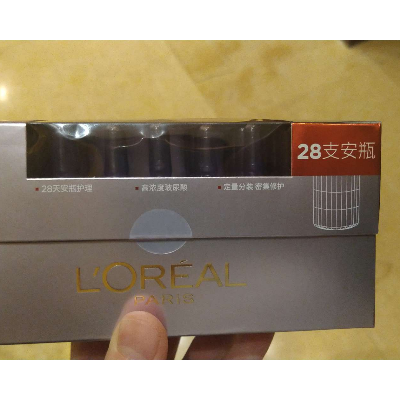 28支安瓶
28天安瓶护理
高浓度玻尿酸
定量分装 密集修护
L'ORÉAL
PARIS